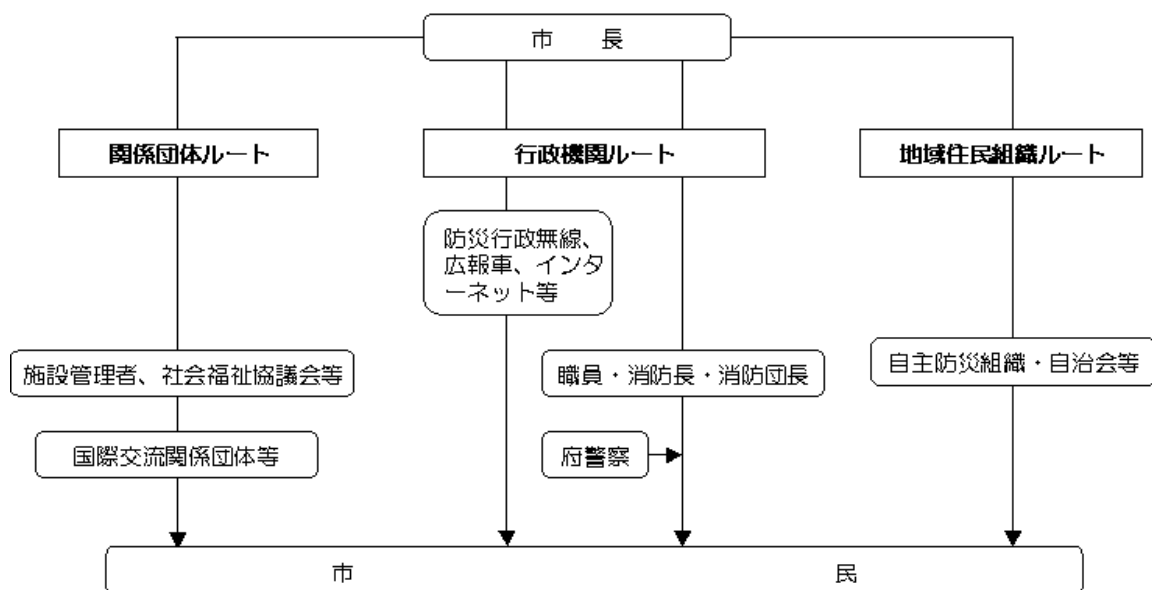 市　　長
関係団体ルート
行政機関ルート
地域住民組織ルート
防災行政無線、
広報車、インタ
ーネット等
施設管理者、社会福祉協議会等
職員・消防長・消防団長
自主防災組織・自治会等
国際交流関係団体等
府警察
市　　民